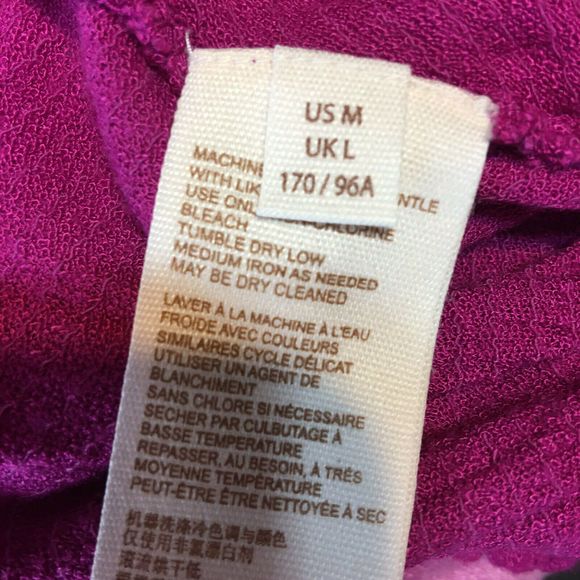 US M
UK L
170 / 96A
MACHINE
WITH LIK NTLE
USE ONL CHLORINE
BLEACH
TUMBLE DRY LOW
MEDIUM IRON AS NEEDED
MAY BE DRY CLEANED
LAVER À LA MACHINE À L'EAU
FROIDE AVEC COULEURS
SIMILAIRES CYCLE DÉLICAT
UTILISER UN AGENT DE
BLANCHIMENT
SANS CHLORE SI NÉCESSAIRE
SECHER PAR CULBUTAGE À
BASSE TEMPERATURE
REPASSER, AU BESOIN, À TRÉS
MOYENNE TEMPÉRATURE
PEUT-ÊTRE ÊTRE NETTOYÉE À SEC
机器洗涤冷色调与颜色
仅使用非氯漂白剂
滚流烘干低